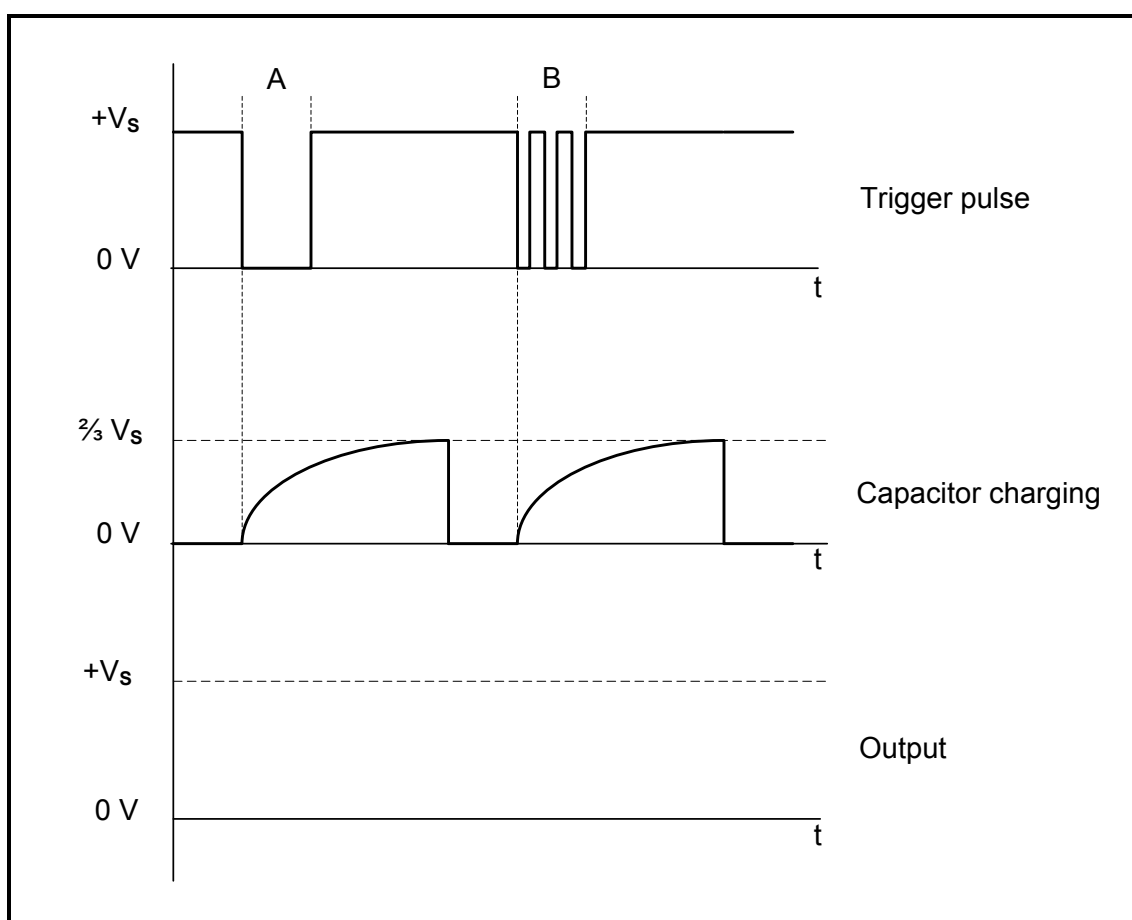 A
B
+Vs
Trigger pulse
0 V
t
⅔ Vs
Capacitor charging
0 V
t
+Vs
Output
0 V
t